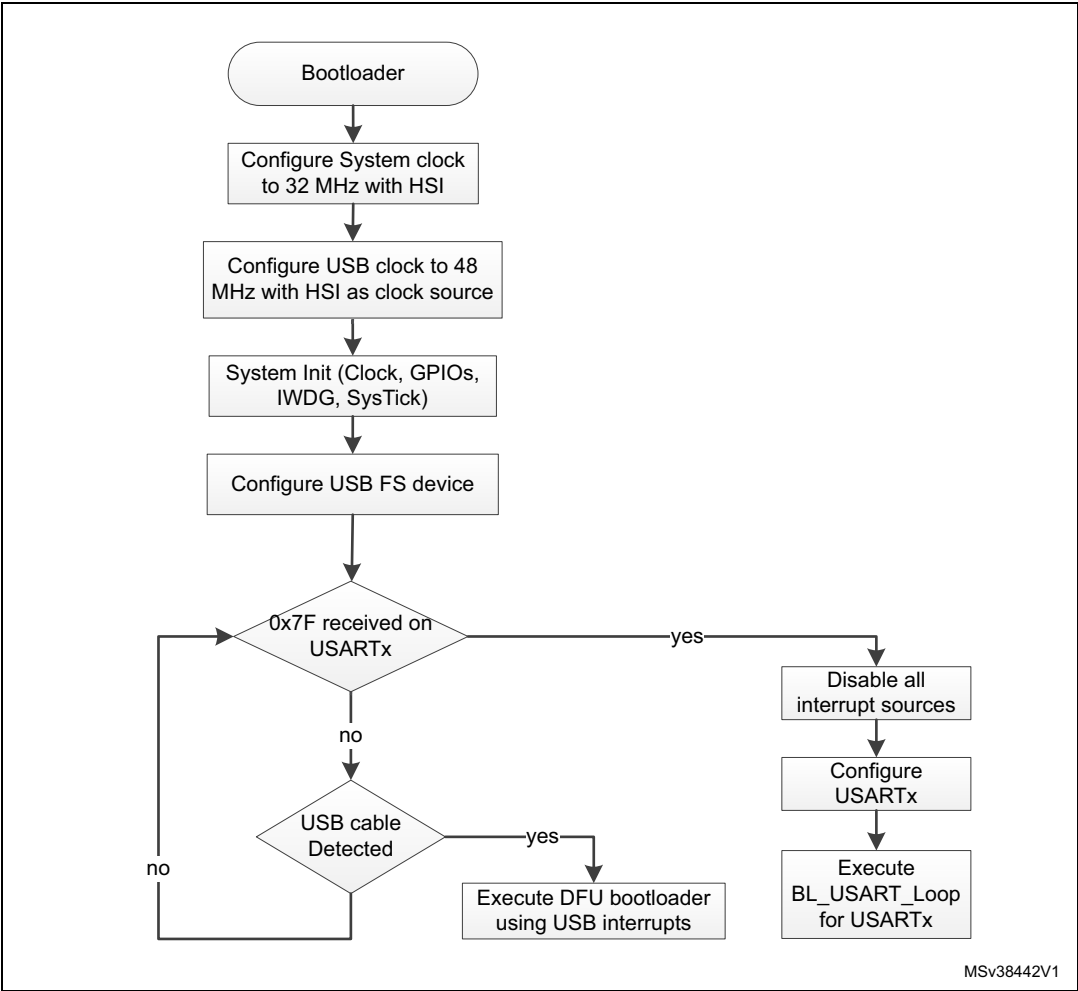 Bootloader
Configure System clock
to 32 MHz with HSI
Configure USB clock to 48
MHz with HSI as clock source
System Init (Clock, GPIOs,
IWDG, SysTick)
Configure USB FS device
0x7F received on
USARTx
yes
Disable all
interrupt sources
no
Configure
USARTx
USB cable
Detected
yes
no
Execute
BL_USART_Loop
for USARTx
Execute DFU bootloader
using USB interrupts
MSv38442V1